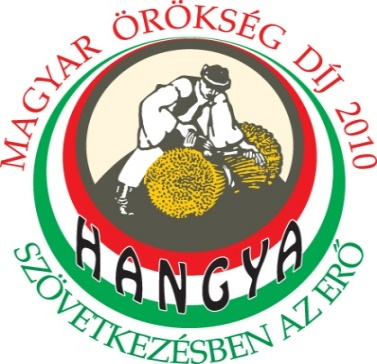 MAGYAR ÖRÖKSÉG DÍJ 2010
HANGYA
SZÖVETKEZÉSBEN AZ ERŐ